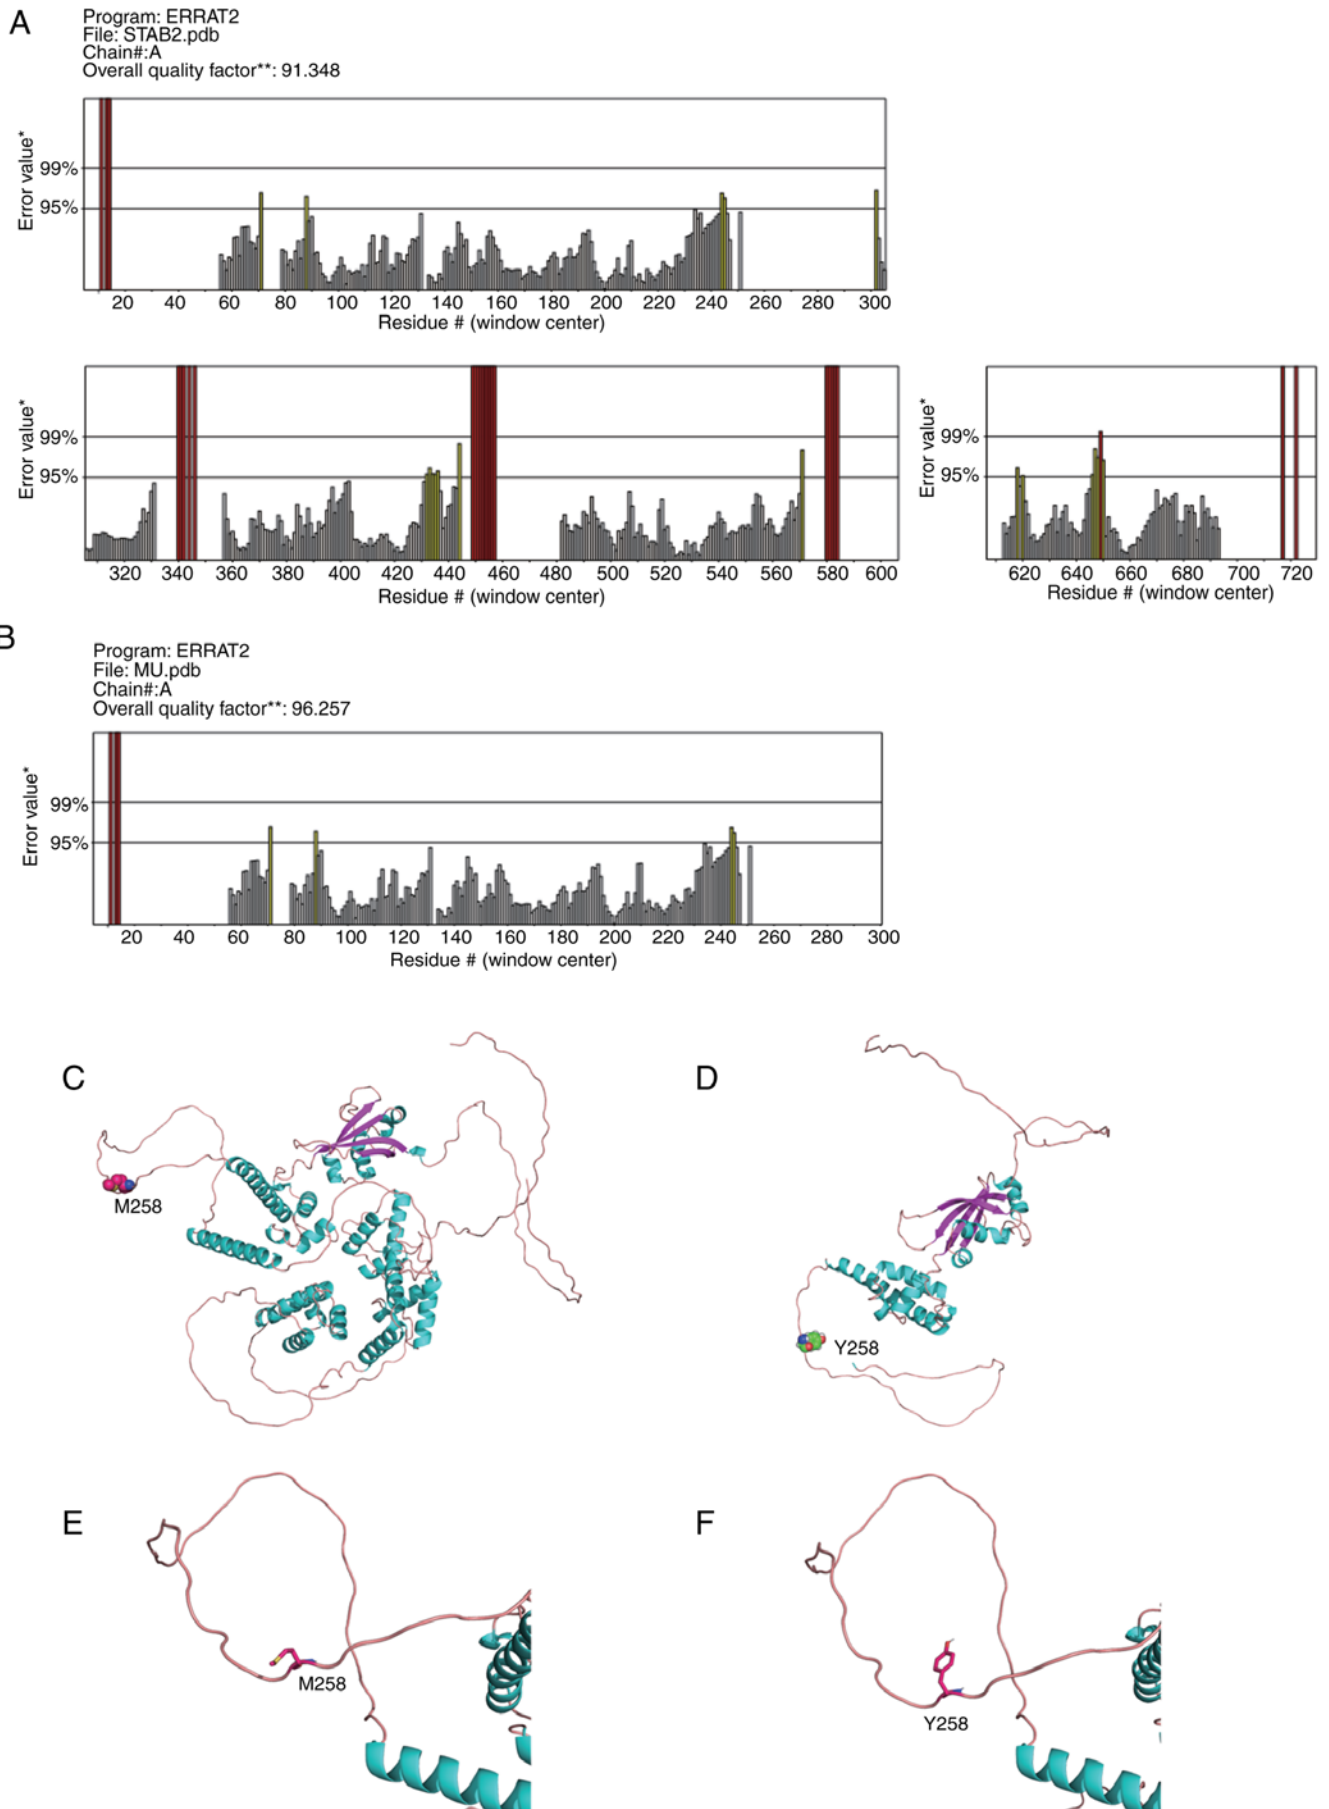 A
Program: ERRAT2
File: STAB2.pdb
Chain#:A
Overall quality factor**: 91.348
Error value*
99%
95%
20 40 60 80 100 120 140 160 180 200 220 240 260 280 300
Residue # (window center)
Error value*
99%
95%
320 340 360 380 400 420 440 460 480 500 520 540 560 580 600
Residue # (window center)
Error value*
99%
95%
620 640 660 680 700 720
Residue # (window center)
B
Program: ERRAT2
File: MU.pdb
Chain#:A
Overall quality factor**: 96.257
Error value*
99%
95%
20 40 60 80 100 120 140 160 180 200 220 240 260 280 300
Residue # (window center)
C
M258
D
Y258
E
M258
F
Y258